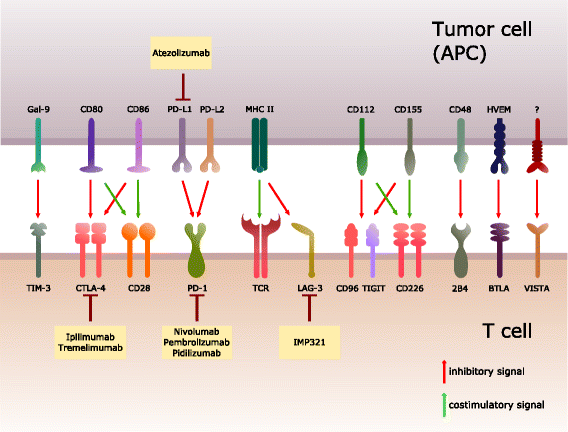 Tumor cell
(APC)
Atezolizumab
Gal-9 CD80 CD86 PD-L1 PD-L2 MHC II CD112 CD155 CD48 HVEM ?
TIM-3 CTLA-4 CD28 PD-1 TCR LAG-3 CD96 TIGIT CD226 2B4 BTLA VISTA
Ipilimumab
Tremelimumab
Nivolumab
Pembrolizumab
Pidilizumab
IMP321
T cell
inhibitory signal
costimulatory signal